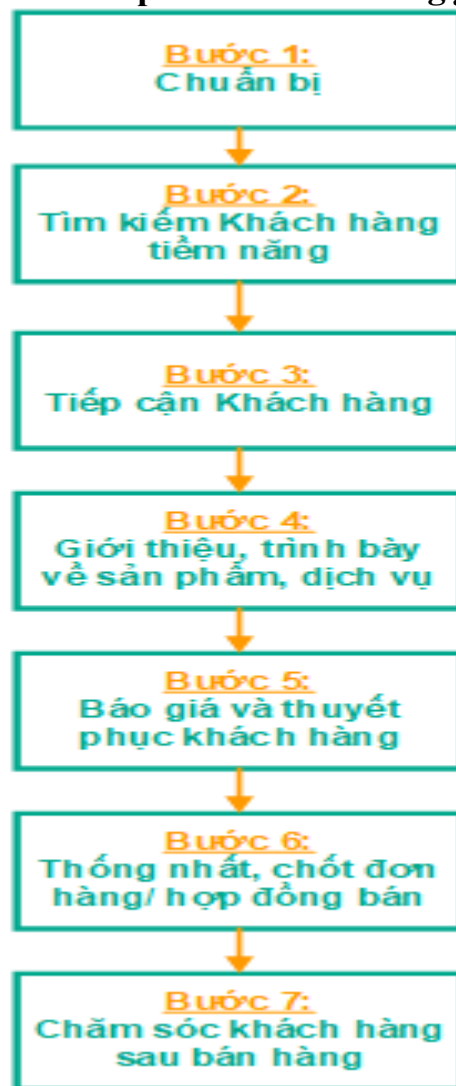 Bước 1:
Chuẩn bị
Bước 2:
Tìm kiếm Khách hàng
tiềm năng
Bước 3:
Tiếp cận Khách hàng
Bước 4:
Giới thiệu, trình bày
về sản phẩm, dịch vụ
Bước 5:
Báo giá và thuyết
phục khách hàng
Bước 6:
Thống nhất, chốt đơn
hàng/ hợp đồng bán
Bước 7:
Chăm sóc khách hàng
sau bán hàng